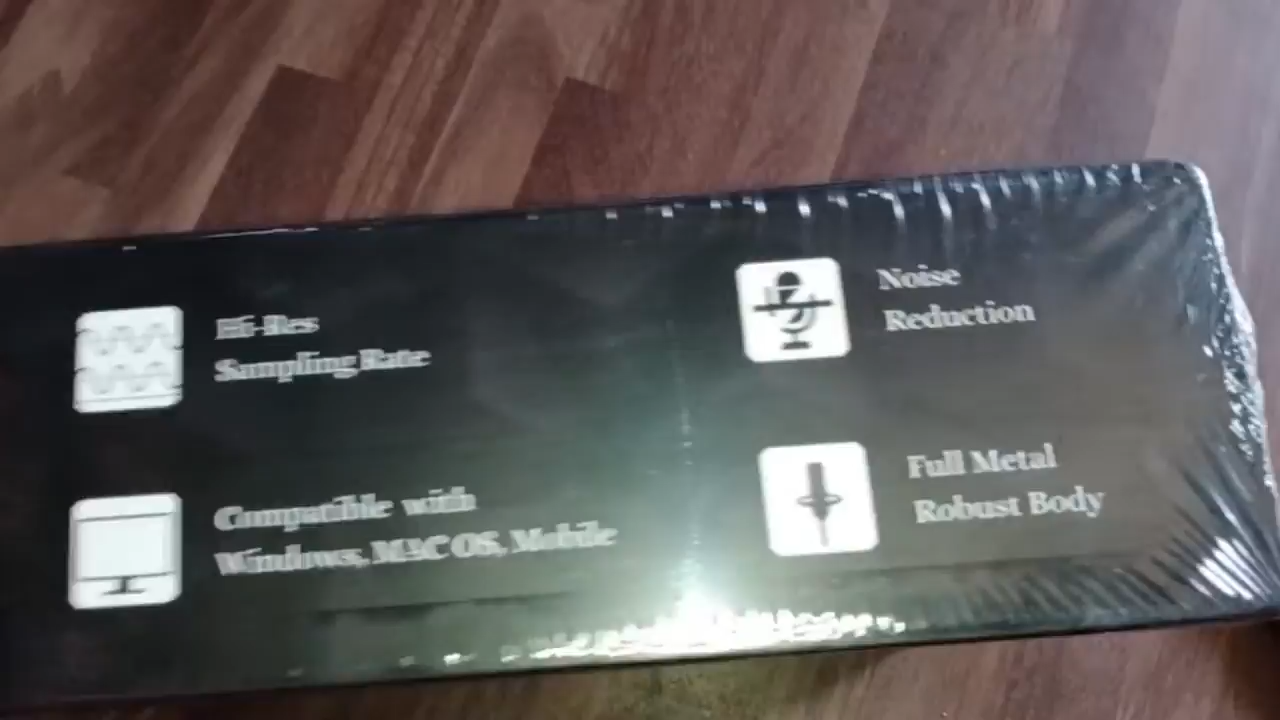 Hi-Res
Sampling Rate
Noise
Reduction
Compatible with
Windows, MAC OS, Mobile
Full Metal
Robust Body